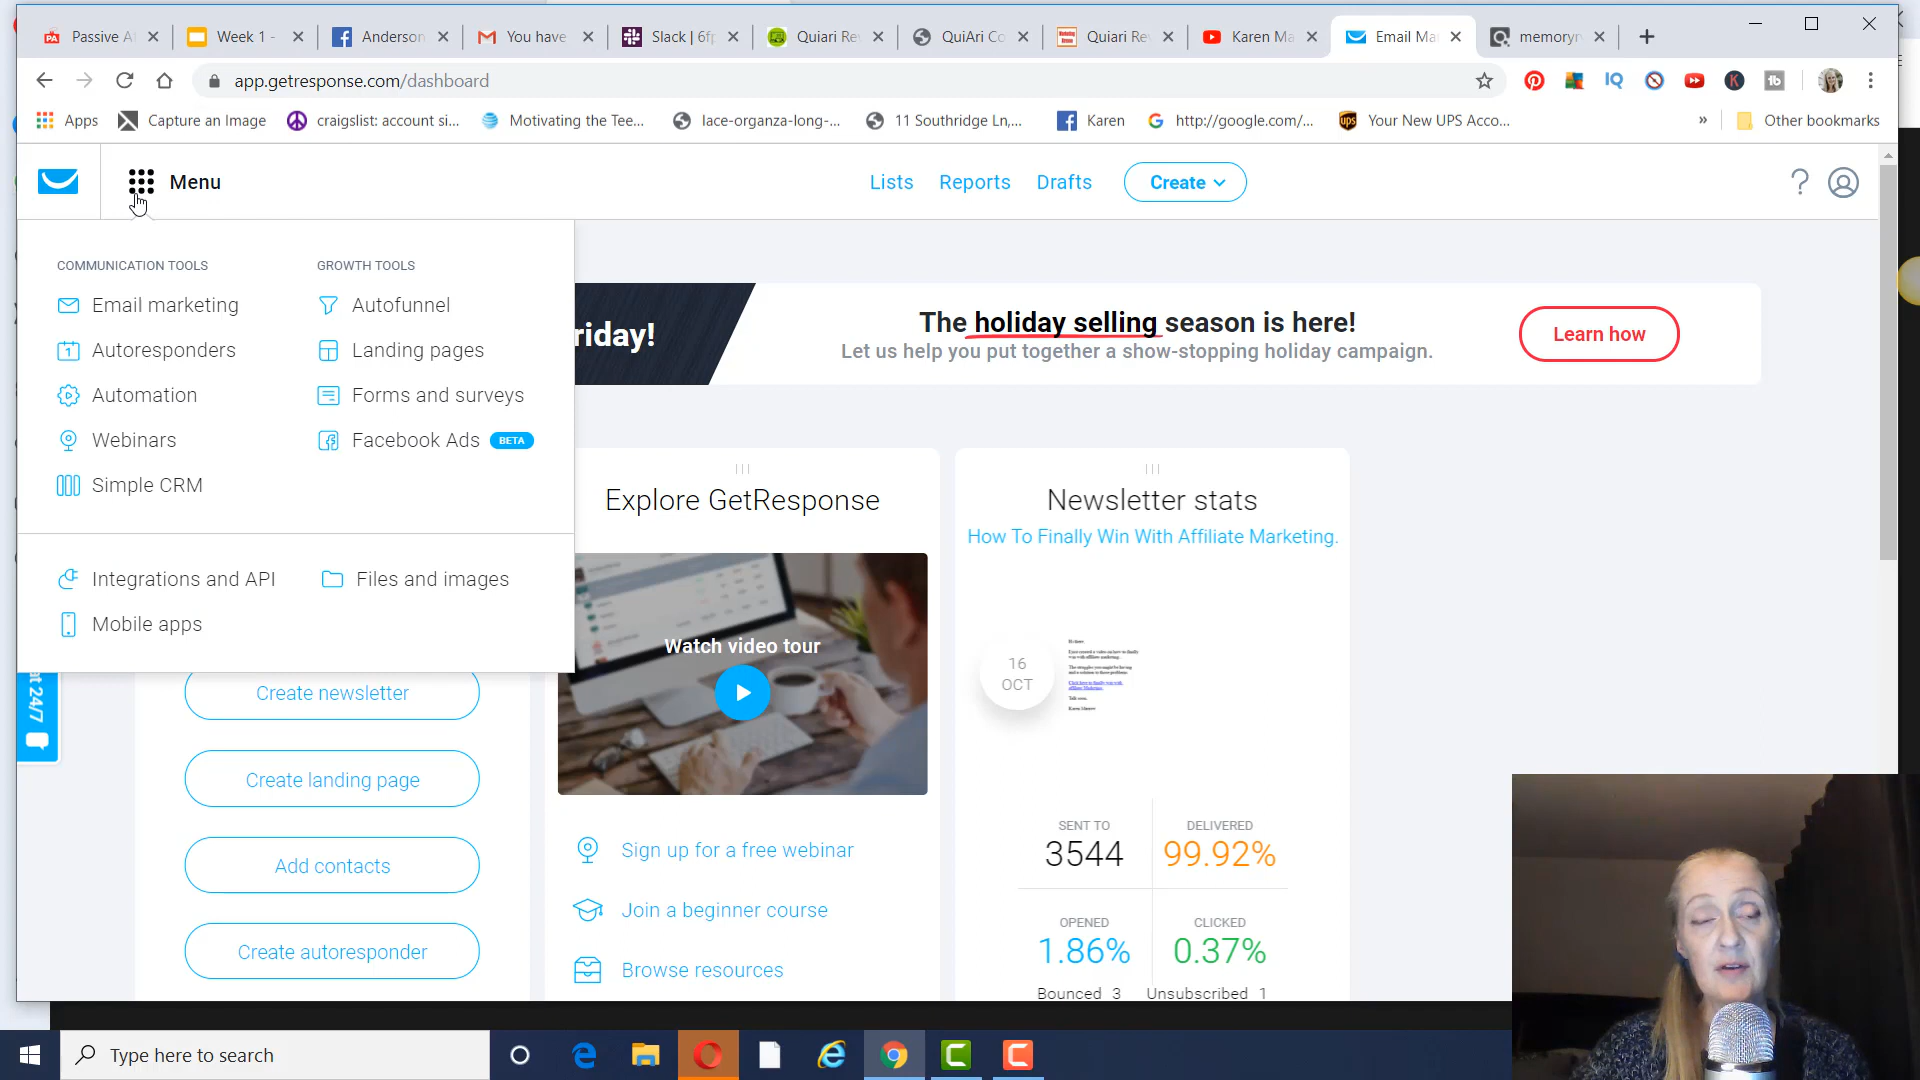 Passive A
Week 1 -
Anderson
You have
Slack | 6fp
Quiari Re
QuiAri Co
Quiari Re
Karen Ma
Email Ma
memoryr
app.getresponse.com/dashboard
Apps
Capture an Image
craigslist: account si...
Motivating the Tee...
lace-organza-long-...
11 Southridge Ln,...
Karen
http://google.com/...
Your New UPS Acco...
»
Other bookmarks
Menu
Lists
Reports
Drafts
Create
COMMUNICATION TOOLS
Email marketing
Autoresponders
Automation
Webinars
Simple CRM
GROWTH TOOLS
Autofunnel
Landing pages
Forms and surveys
Facebook Ads BETA
Integrations and API
Files and images
Mobile apps
riday!
The holiday selling season is here!
Let us help you put together a show-stopping holiday campaign.
Learn how
at 24/7
Create newsletter
Create landing page
Add contacts
Create autoresponder
Explore GetResponse
Watch video tour
Sign up for a free webinar
Join a beginner course
Browse resources
Newsletter stats
How To Finally Win With Affiliate Marketing.
16
OCT
SENT TO
3544
DELIVERED
99.92%
OPENED
1.86%
CLICKED
0.37%
Bounced 3
Unsubscribed 1
Type here to search